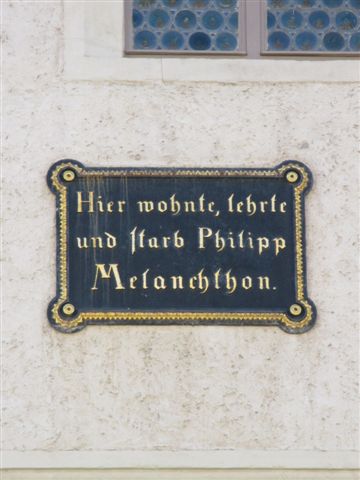 Hier wohnte, lehrte
und starb Philipp
Melanchthon.